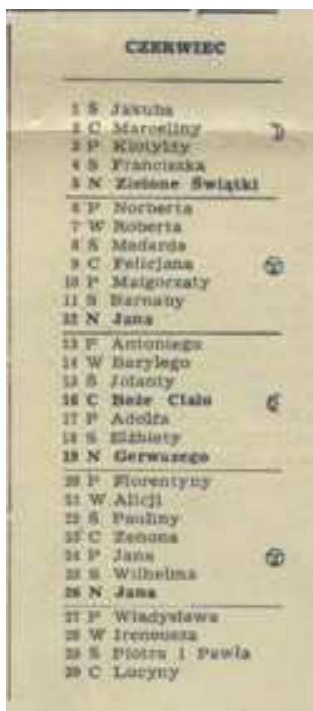 CZERWIEC
1 S Jakuba
2 C Marceliny
3 P Klotyldy
4 S Franciszka
5 N Zielone Świątki
6 P Norberta
7 W Roberta
8 S Medarda
9 C Felicjana
10 P Małgorzaty
11 S Barnaby
12 N Jana
13 P Antoniego
14 W Bazylego
15 S Jolanty
16 C Boże Ciało
17 P Adolfa
18 S Elżbiety
19 N Gerwazego
20 P Florentyny
21 W Alicji
22 S Pauliny
23 C Zenona
24 P Jana
25 S Wilhelma
26 N Jana
27 P Władysława
28 W Ireneusza
29 S Piotra i Pawła
30 C Lucyny